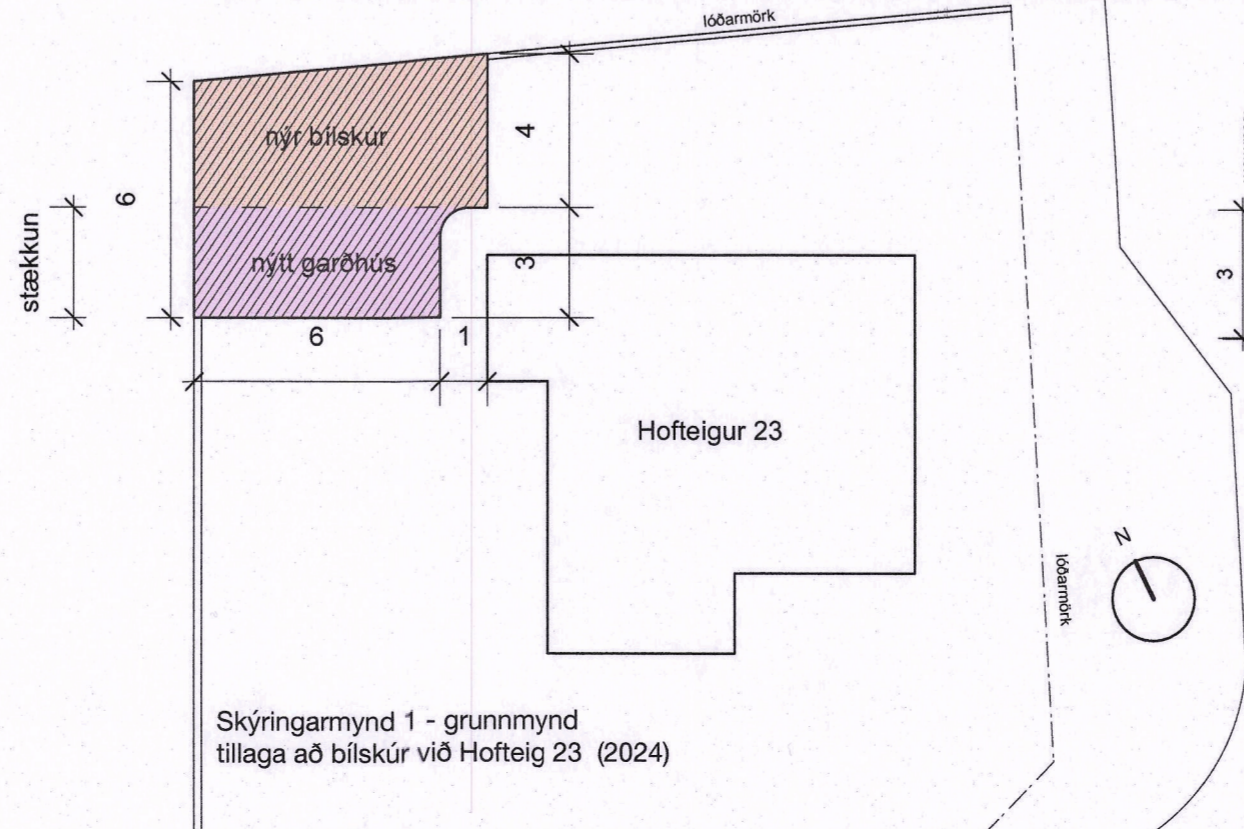 lóðarmörk
nýr bílskúr
4
6
stækkun
nýtt garðhús
3
3
6
1
Hofteigur 23
N
lóðarmörk
Skýringarmynd 1 - grunnmynd
tillaga að bílskúr við Hofteig 23 (2024)